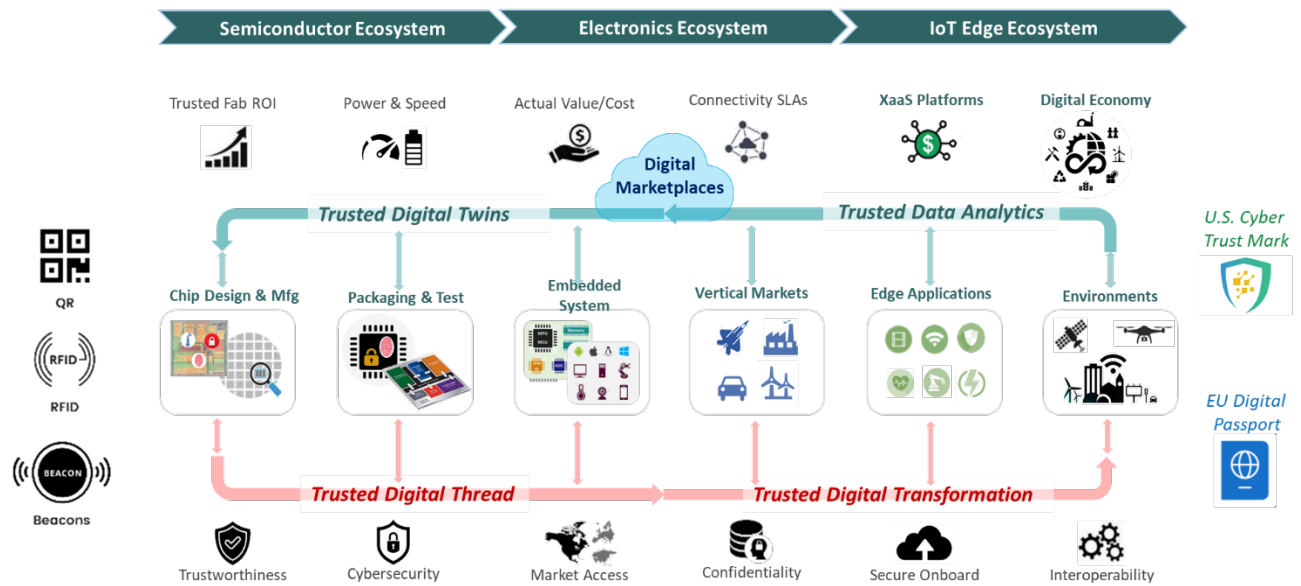 Semiconductor Ecosystem
Electronics Ecosystem
IoT Edge Ecosystem
Trusted Fab ROI
Power & Speed
Actual Value/Cost
Connectivity SLAs
XaaS Platforms
Digital Economy
Digital
Marketplaces
Trusted Digital Twins
Trusted Data Analytics
U.S. Cyber
Trust Mark
QR
Chip Design & Mfg
Packaging & Test
Embedded
System
Vertical Markets
Edge Applications
Environments
RFID
RFID
EU Digital
Passport
BEACON
Beacons
Trusted Digital Thread
Trusted Digital Transformation
Trustworthiness
Cybersecurity
Market Access
Confidentiality
Secure Onboard
Interoperability